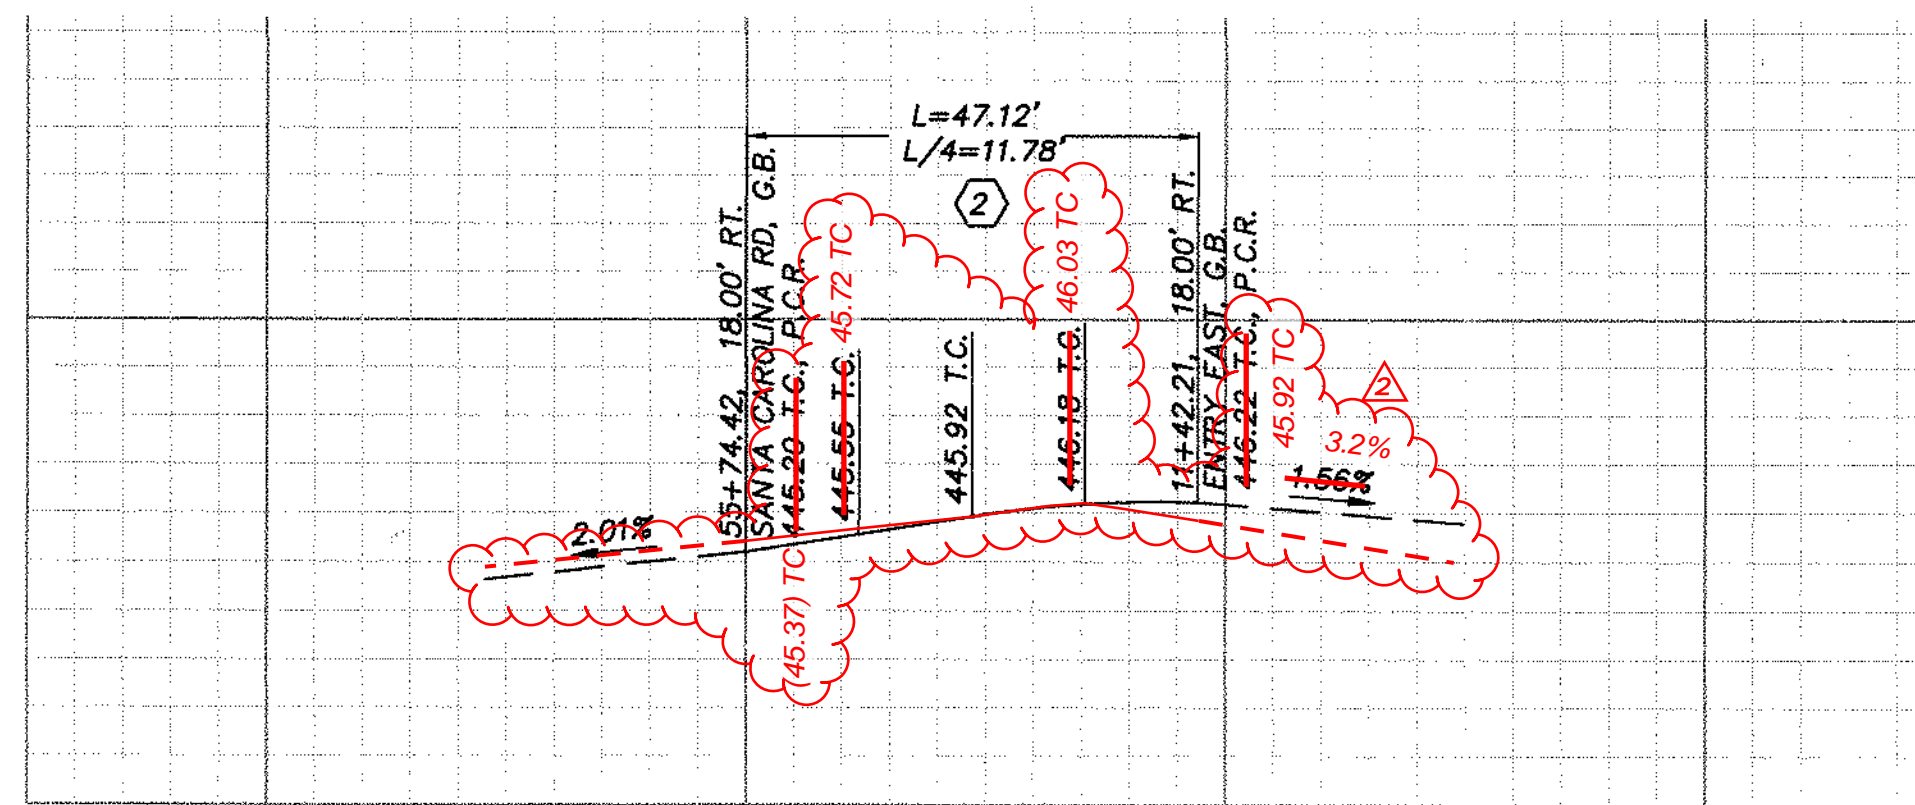 L=47.12'
L/4=11.78'
2
55+74.42, 18.00' RT.
SANTA CAROLINA RD, G.B.
445.20 T.C., P.C.R.
(45.37) TC
445.55 T.C.
45.72 TC
445.92 T.C.
446.18 T.C.
46.03 TC
11+42.21, 18.00' RT.
ENTRY EAST, G.B.
446.22 T.C., P.C.R.
45.92 TC
2
3.2%
1.56%
2.01%